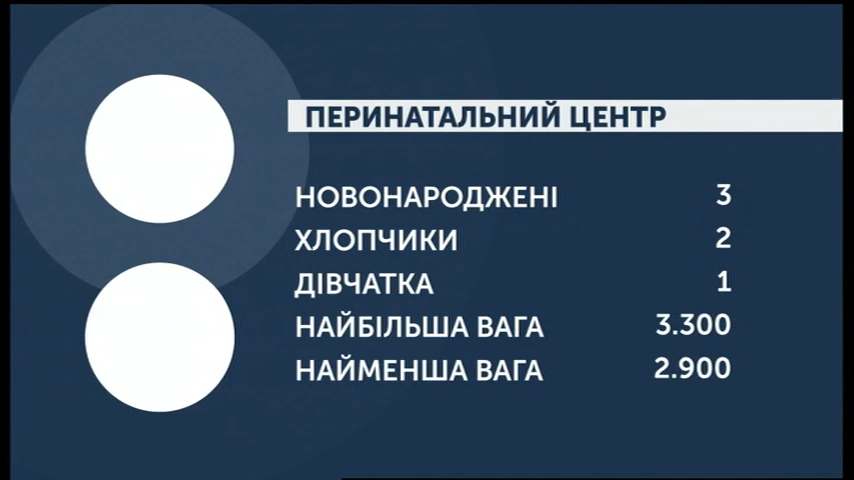 ПЕРИНАТАЛЬНИЙ ЦЕНТР
НОВОНАРОДЖЕНІ 3
ХЛОПЧИКИ 2
ДІВЧАТКА 1
НАЙБІЛЬША ВАГА 3.300
НАЙМЕНША ВАГА 2.900